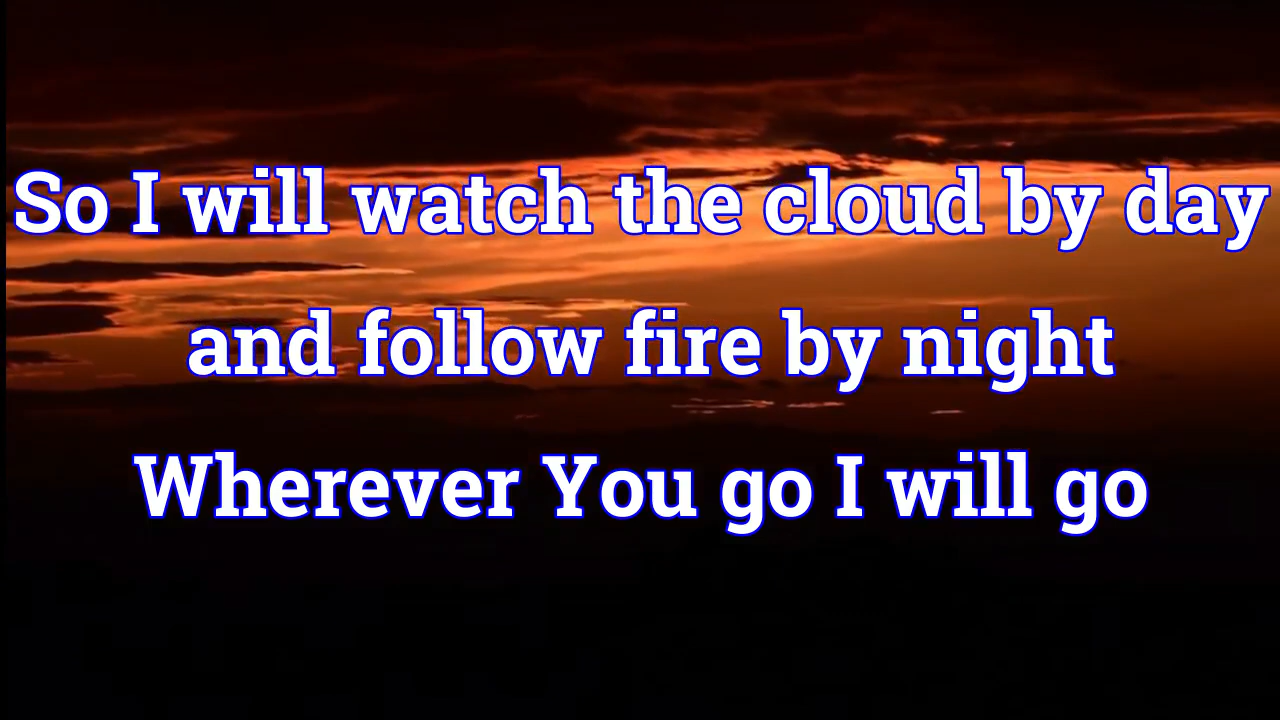 So I will watch the cloud by day
and follow fire by night
Wherever You go I will go